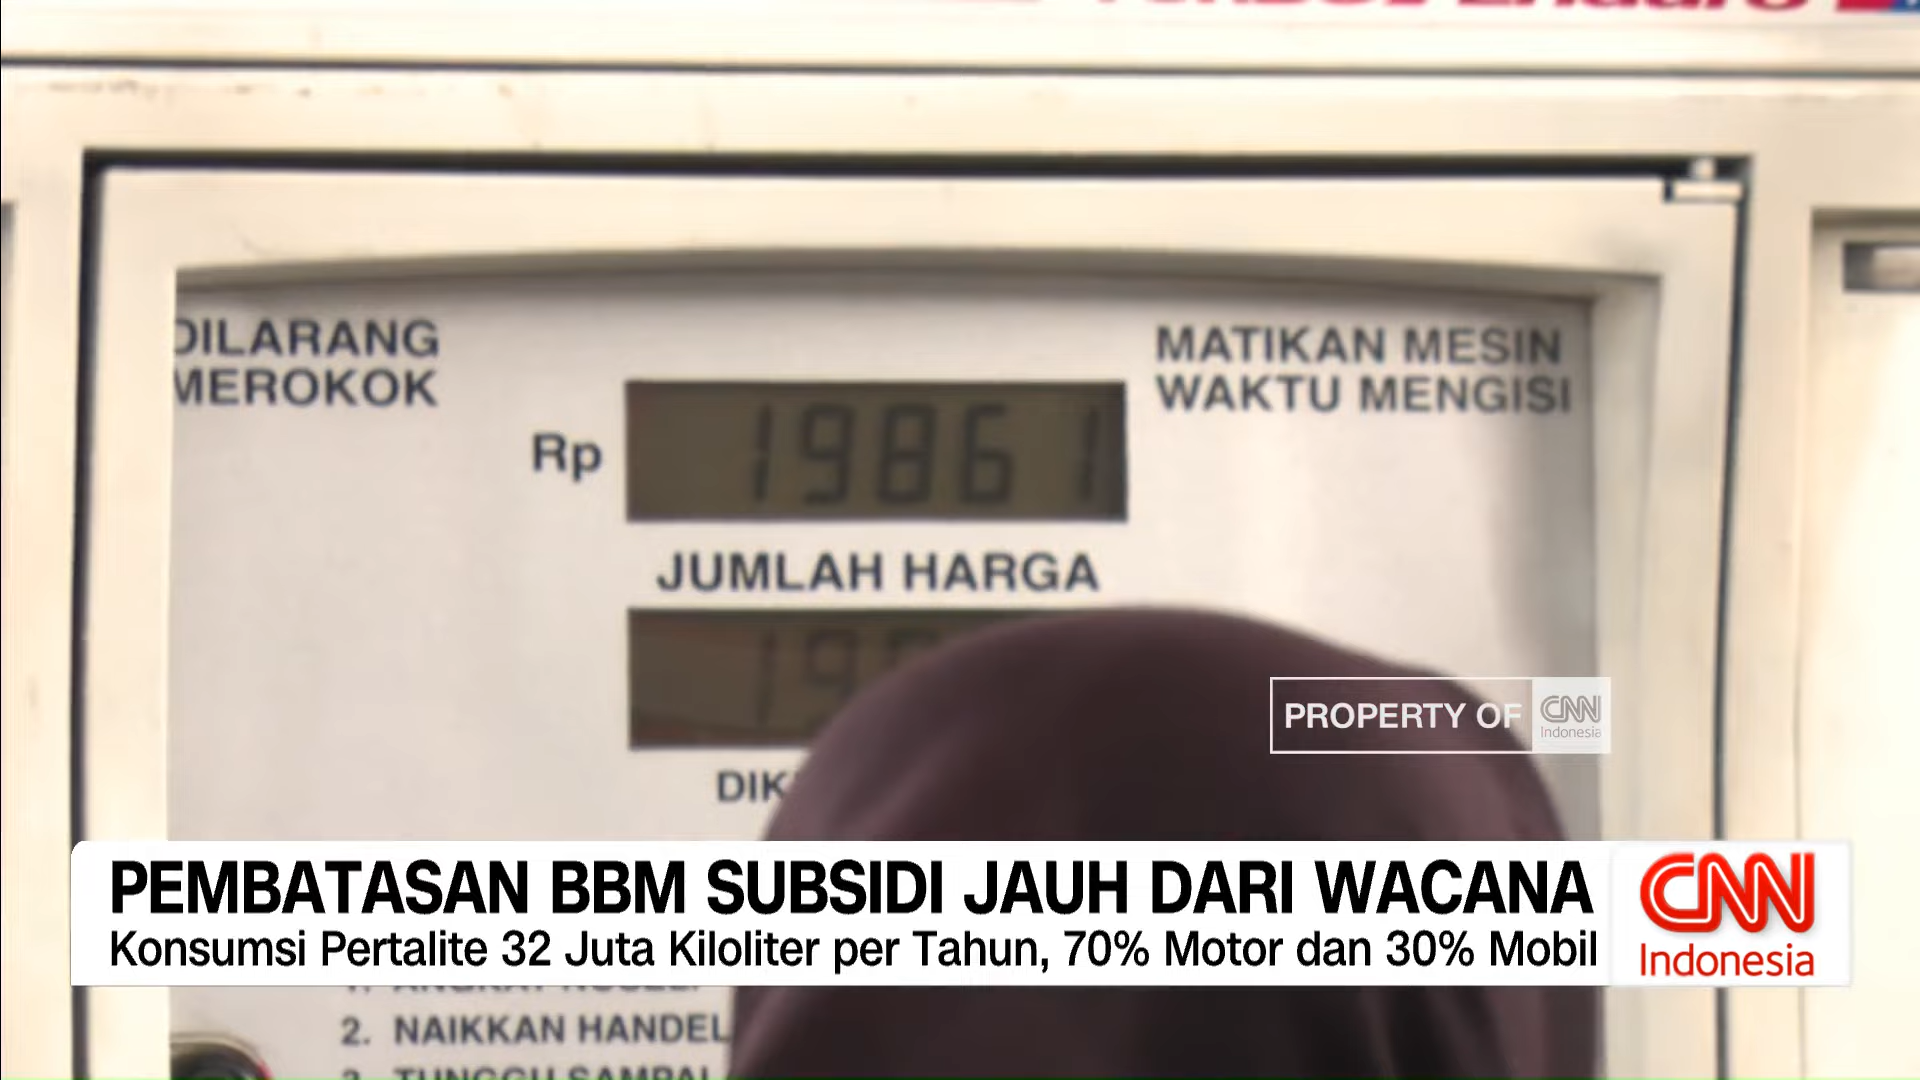 DILARANG
MEROKOK
MATIKAN MESIN
WAKTU MENGISI
Rp
19861
JUMLAH HARGA
PROPERTY OF CNN Indonesia
PEMBATASAN BBM SUBSIDI JAUH DARI WACANA
Konsumsi Pertalite 32 Juta Kiloliter per Tahun, 70% Motor dan 30% Mobil
CNN
Indonesia
2. NAIKKAN HANDEL